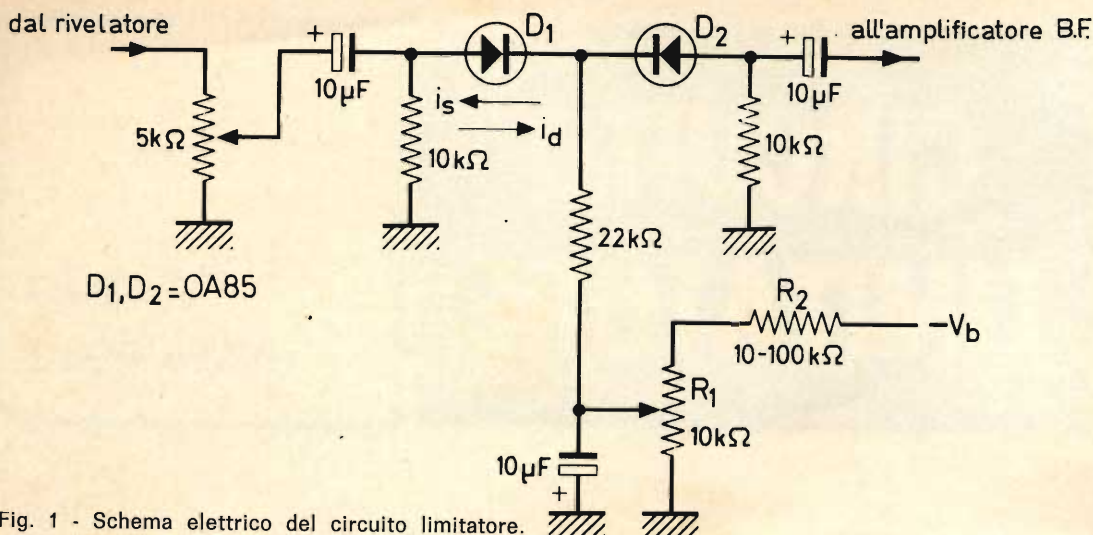 dal rivelatore
+
10µF
D1
D2
+
10µF
all'amplificatore B.F.
5kΩ
is
id
10kΩ
10kΩ
22kΩ
D1,D2=OA85
R2
10-100kΩ
-Vb
R1
10kΩ
10µF
+
Fig. 1 - Schema elettrico del circuito limitatore.